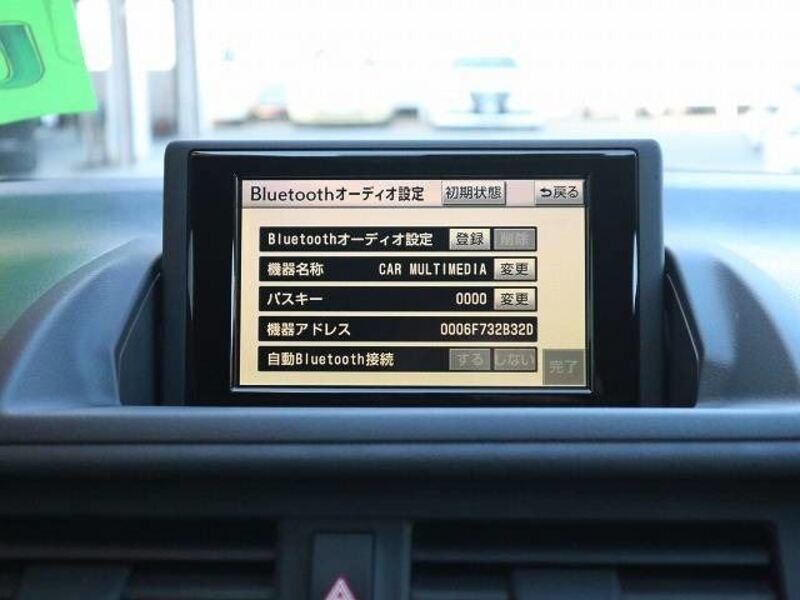 Bluetoothオーディオ設定 初期状態 戻る
Bluetoothオーディオ設定 登録 削除
機器名称 CAR MULTIMEDIA 変更
パスキー 0000 変更
機器アドレス 0006F732B32D
自動Bluetooth接続 する しない
完了